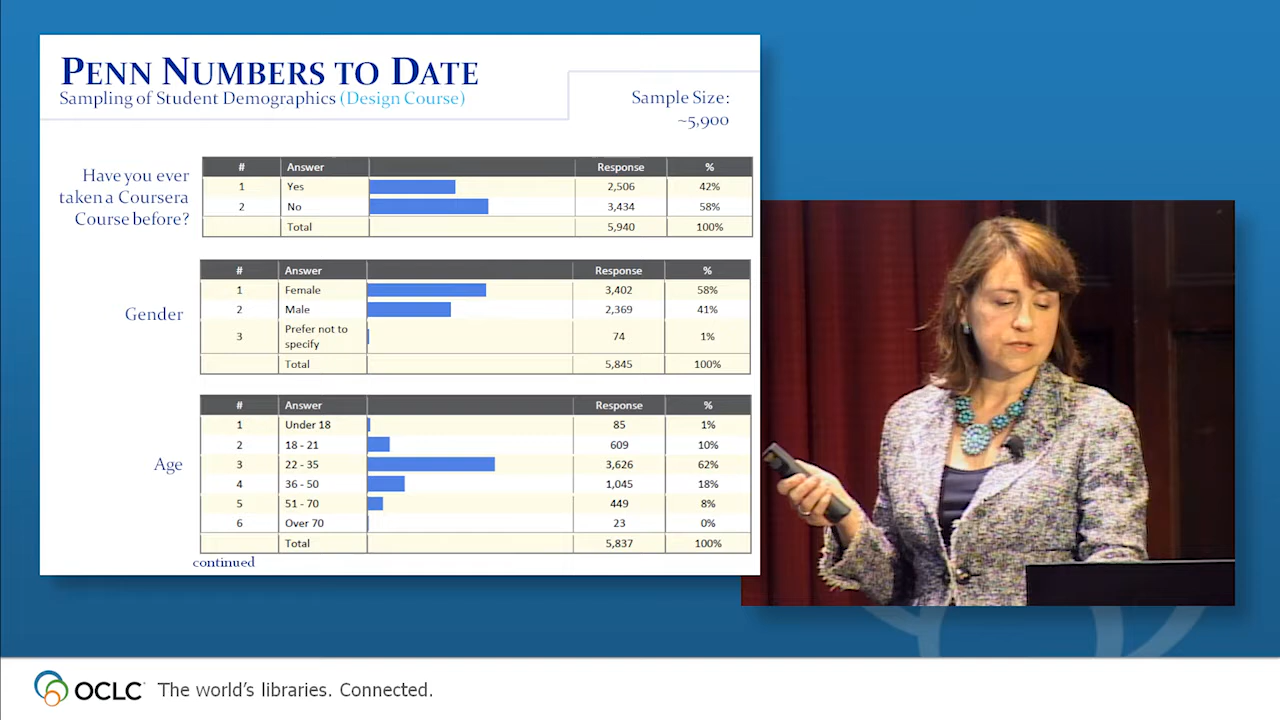 PENN NUMBERS TO DATE
Sampling of Student Demographics (Design Course)
Sample Size:
~5,900
Have you ever
taken a Coursera
Course before?
# Answer Response %
1 Yes 2,506 42%
2 No 3,434 58%
Total 5,940 100%
Gender
# Answer Response %
1 Female 3,402 58%
2 Male 2,369 41%
3 Prefer not to
specify 74 1%
Total 5,845 100%
Age
# Answer Response %
1 Under 18 85 1%
2 18 - 21 609 10%
3 22 - 35 3,626 62%
4 36 - 50 1,045 18%
5 51 - 70 449 8%
6 Over 70 23 0%
Total 5,837 100%
continued
OCLC The world's libraries. Connected.